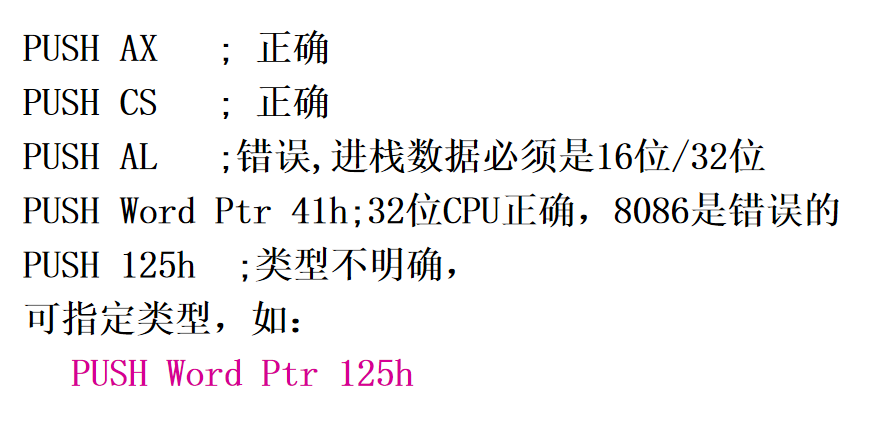 PUSH AX ; 正确
PUSH CS ; 正确
PUSH AL ;错误,进栈数据必须是16位/32位
PUSH Word Ptr 41h;32位CPU正确，8086是错误的
PUSH 125h ;类型不明确，
可指定类型，如：
PUSH Word Ptr 125h